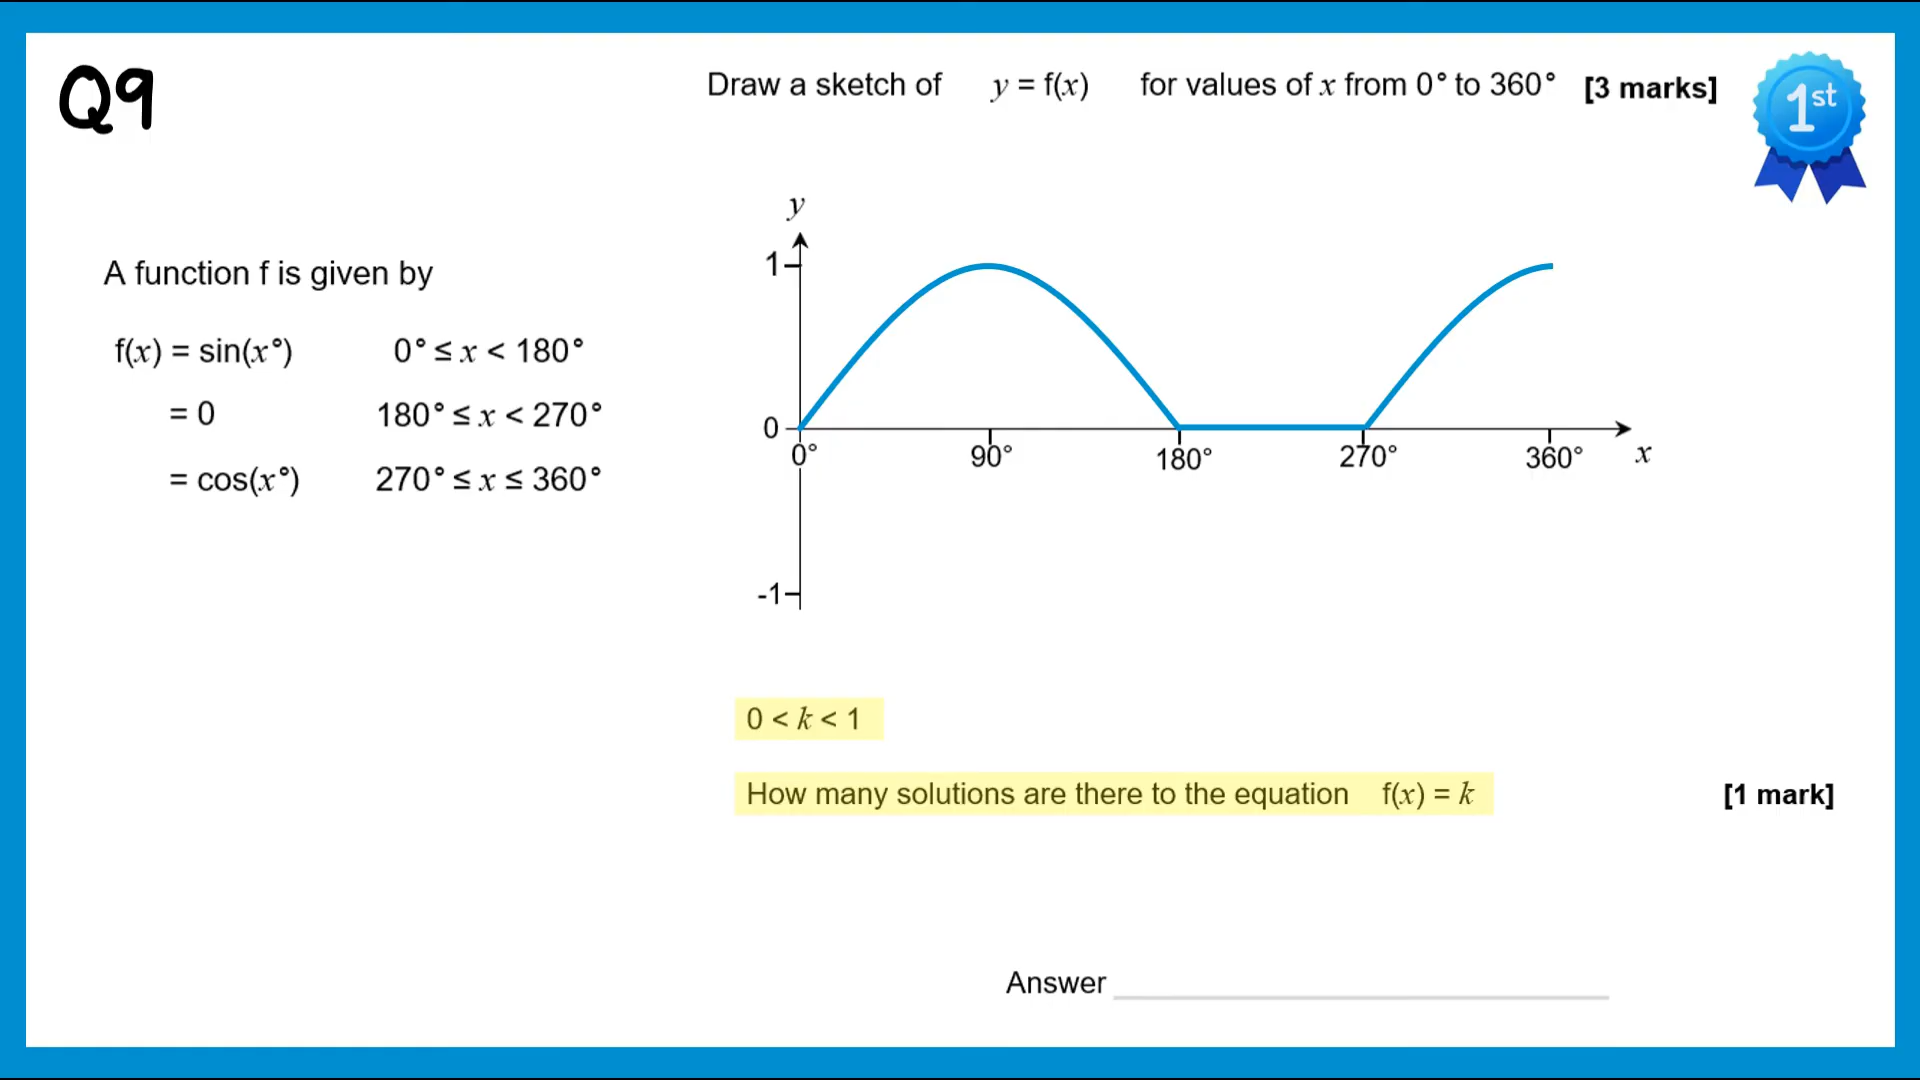 Q9
Draw a sketch of y = f(x) for values of x from 0° to 360° [3 marks]
1st
A function f is given by
f(x) = sin(x°) 0° ≤ x < 180°
= 0 180° ≤ x < 270°
= cos(x°) 270° ≤ x ≤ 360°
y
1
0
0° 90° 180° 270° 360° x
-1
0 < k < 1
How many solutions are there to the equation f(x) = k [1 mark]
Answer